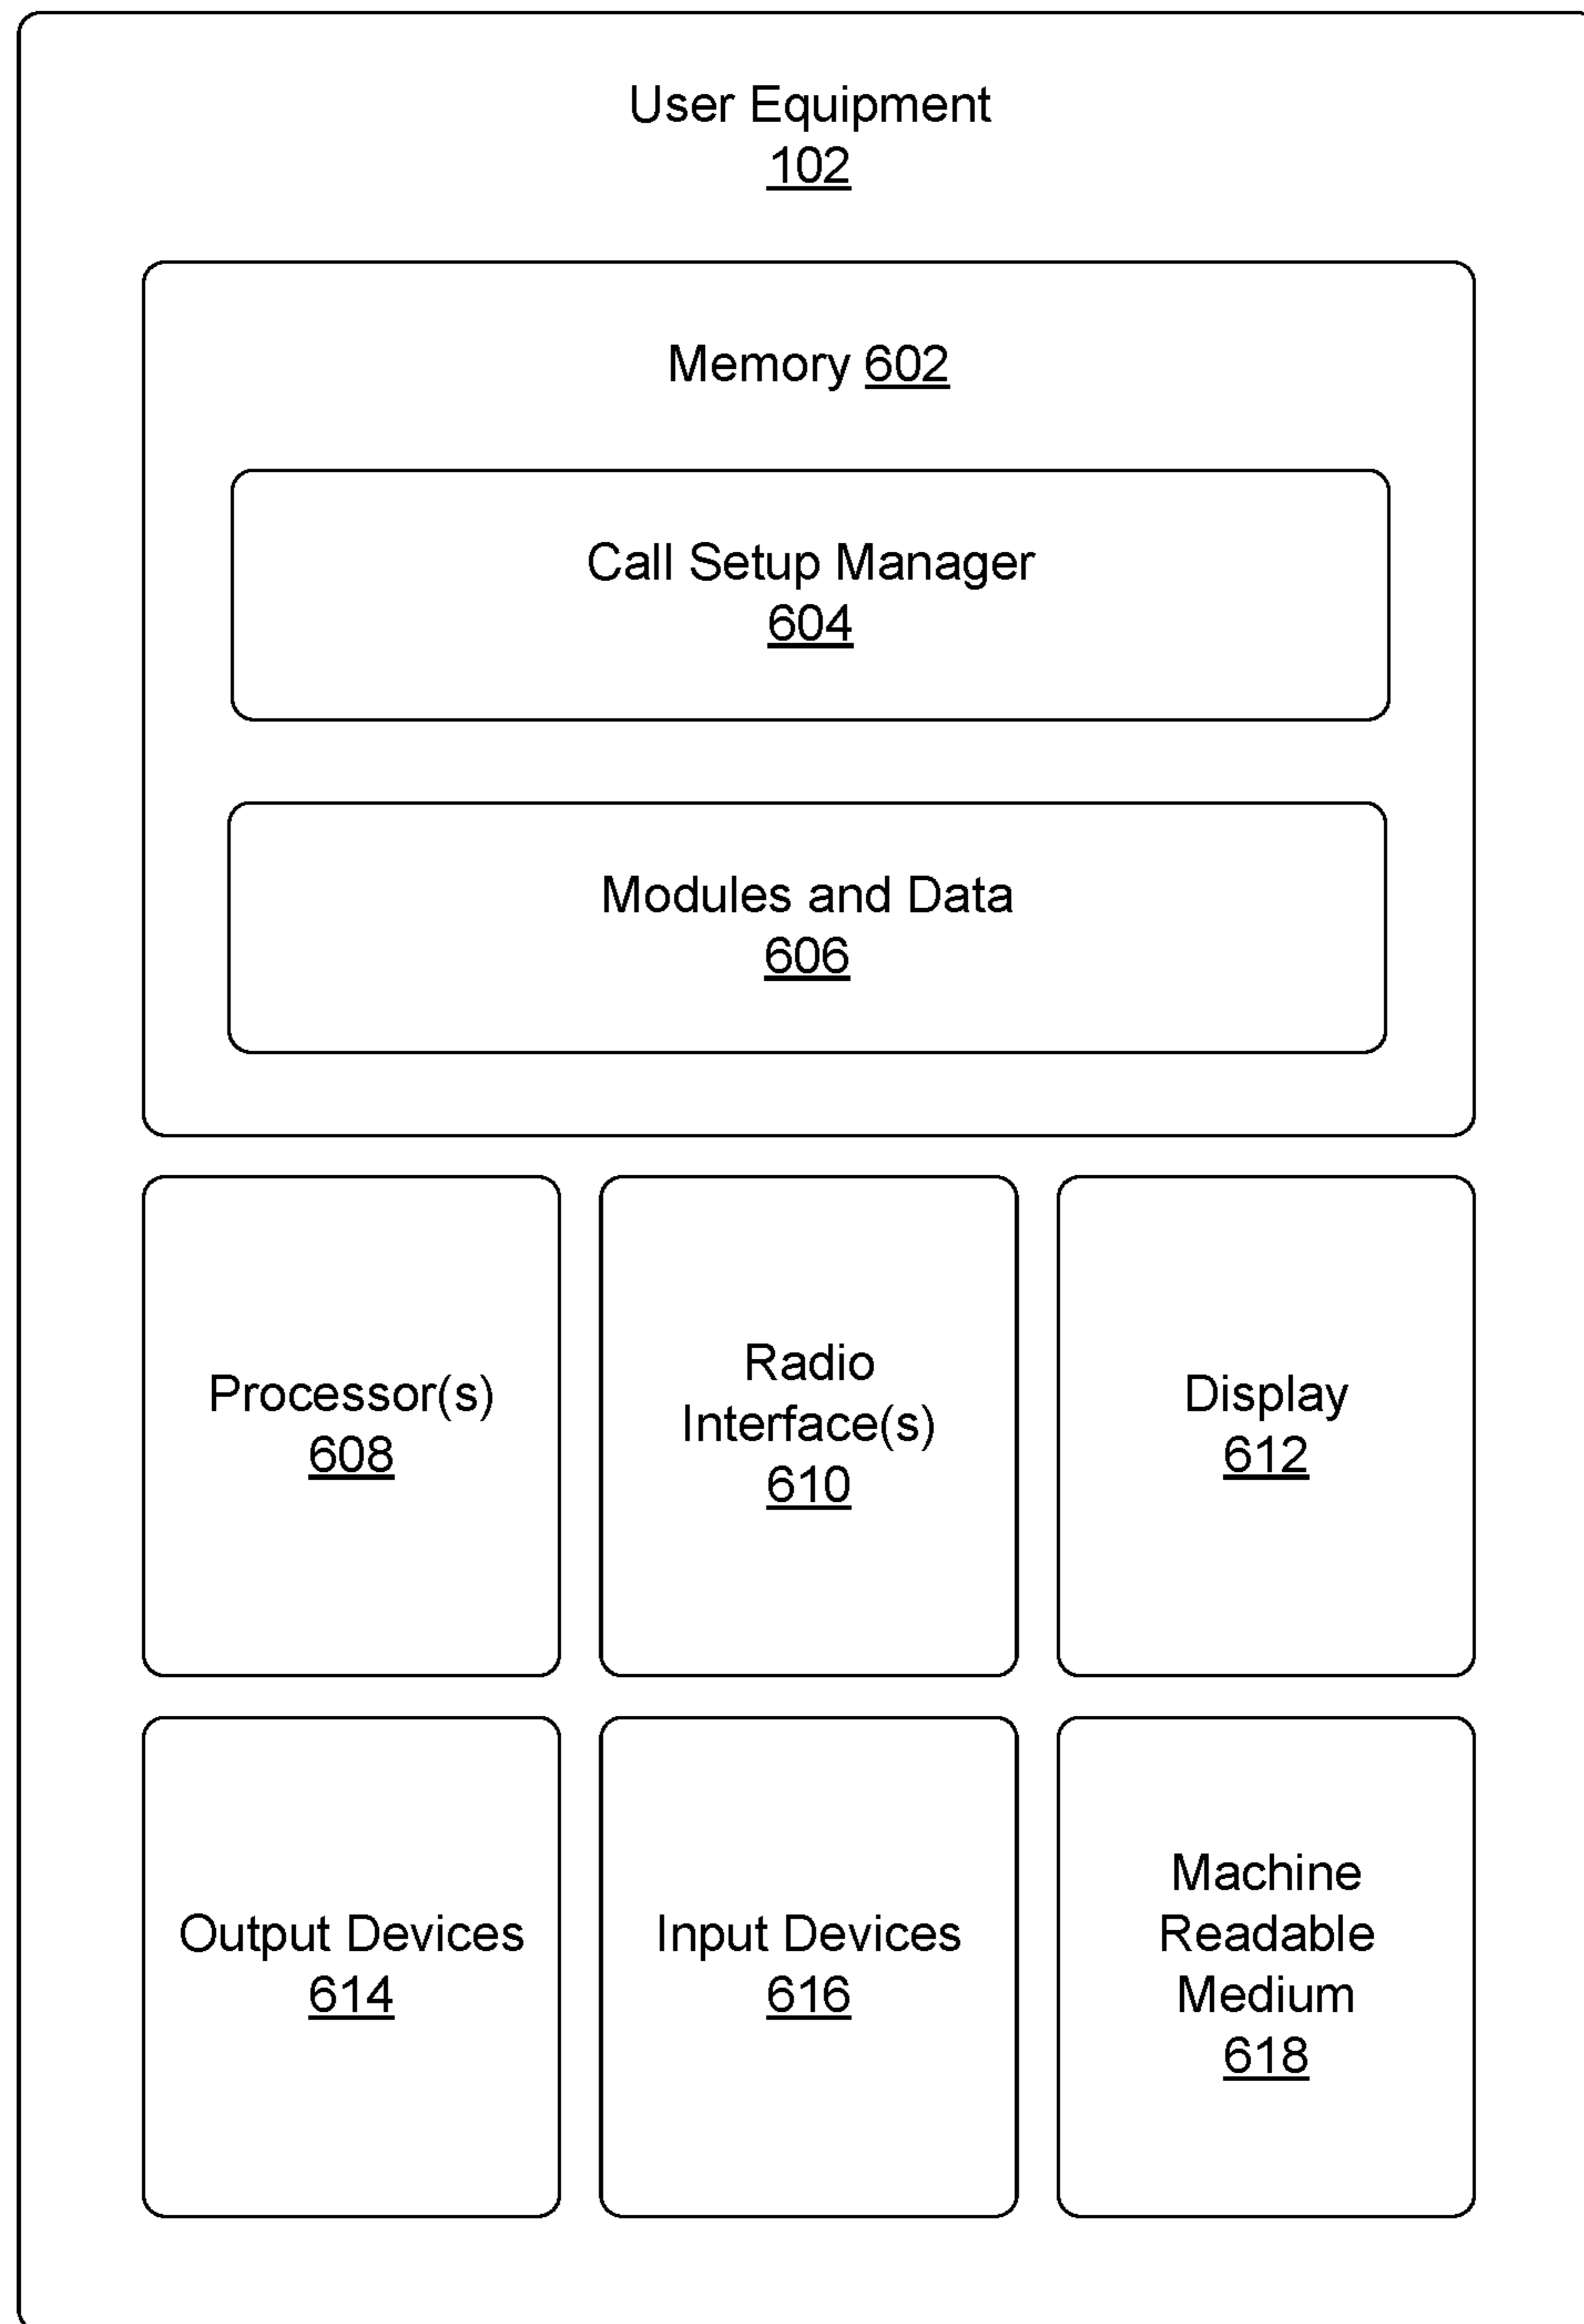 User Equipment
102
Memory 602
Call Setup Manager
604
Modules and Data
606
Processor(s)
608
Radio
Interface(s)
610
Display
612
Output Devices
614
Input Devices
616
Machine
Readable
Medium
618